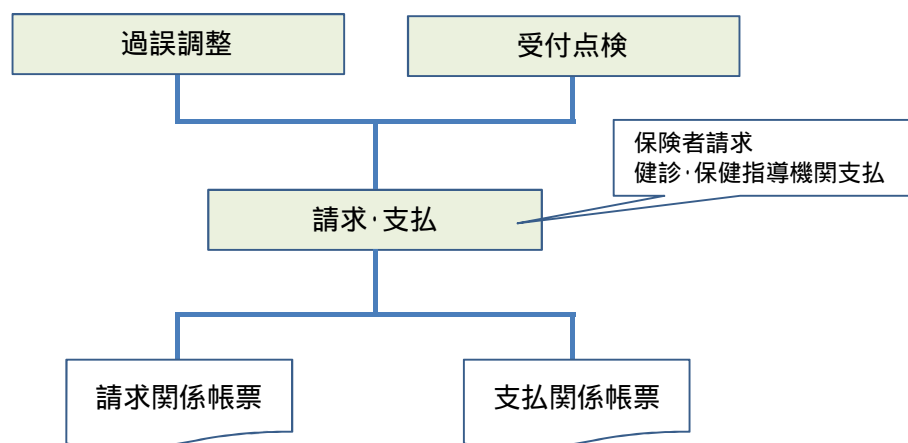 過誤調整
受付点検
保険者請求
健診·保健指導機関支払
請求·支払
請求関係帳票
支払関係帳票